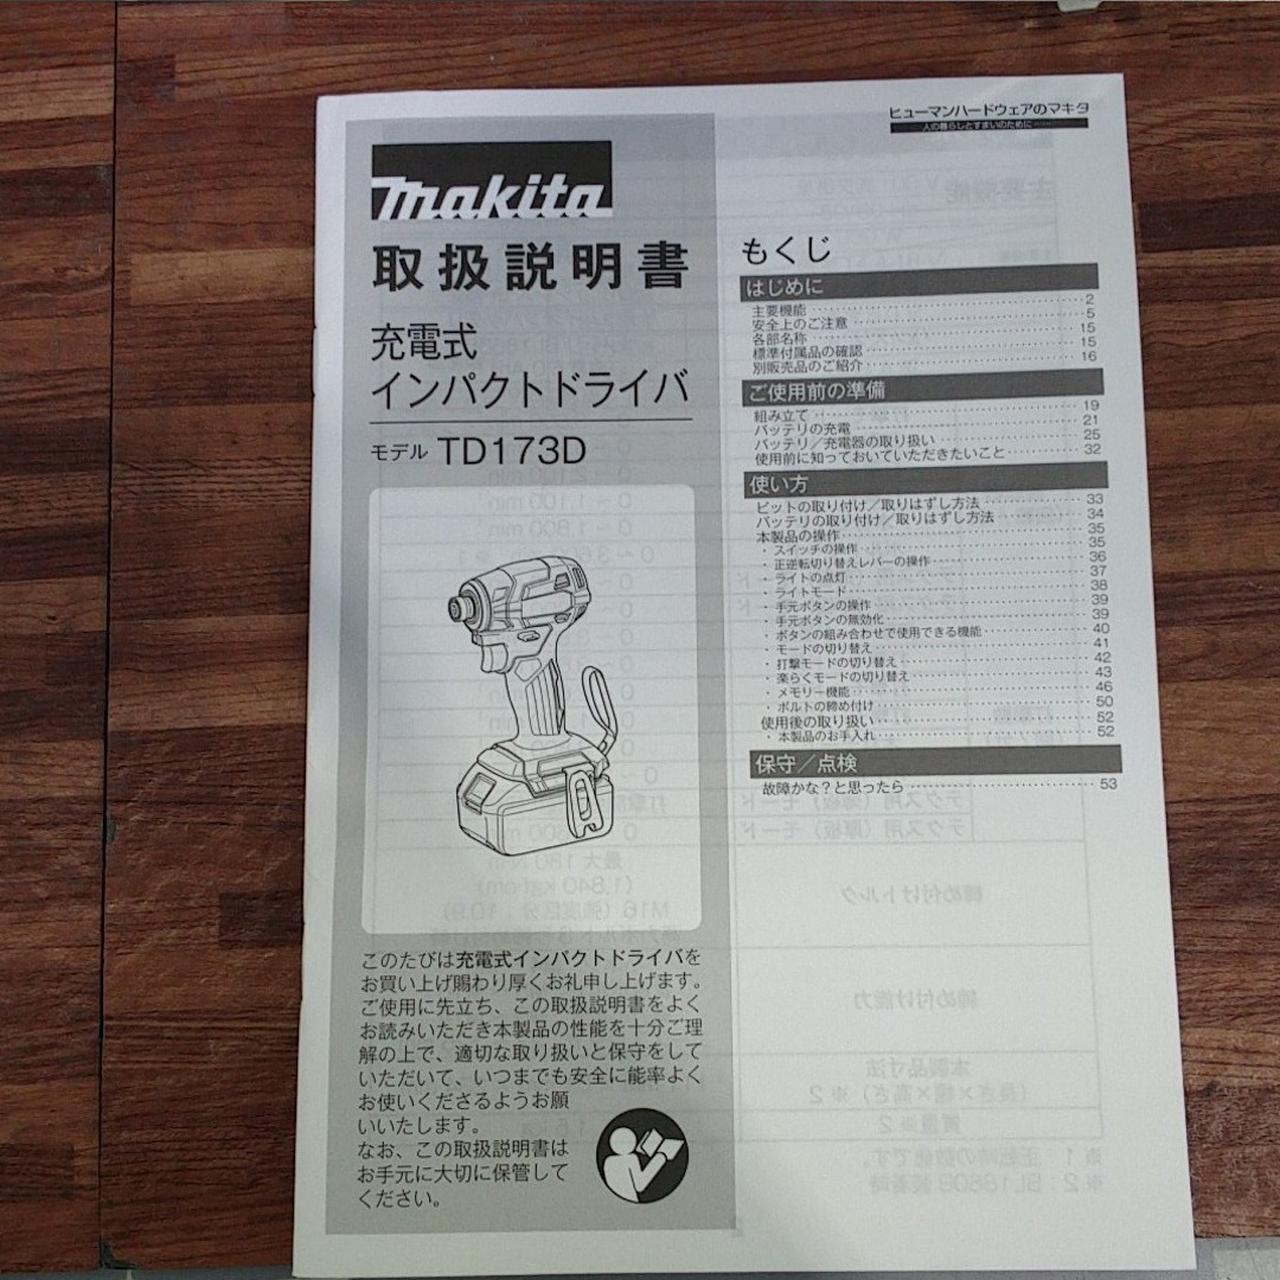 ヒューマンハードウェアのマキタ
人の暮らしとすまいのために
makita
取扱説明書
充電式
インパクトドライバ
モデル TD173D
このたびは充電式インパクトドライバを
お買い上げ賜わり厚くお礼申し上げます。
ご使用に先立ち、この取扱説明書をよく
お読みいただき本製品の性能を十分ご理
解の上で、適切な取り扱いと保守をして
いただいて、いつまでも安全に能率よく
お使いくださるようお願
いいたします。
なお、この取扱説明書は
お手元に大切に保管して
ください。
もくじ
はじめに
主要機能 2
安全上のご注意 5
各部名称 15
標準付属品の確認 15
別販売品のご紹介 16
ご使用前の準備
組み立て 19
バッテリの充電 21
バッテリ／充電器の取り扱い 25
使用前に知っておいていただきたいこと 32
使い方
ビットの取り付け／取りはずし方法 33
バッテリの取り付け／取りはずし方法 34
本製品の操作 35
・スイッチの操作 35
・正逆転切り替えレバーの操作 36
・ライトの点灯 37
・ライトモード 38
・手元ボタンの操作 39
・手元ボタンの無効化 39
・ボタンの組み合わせで使用できる機能 40
・モードの切り替え 41
・打撃モードの切り替え 42
・楽らくモードの切り替え 43
・メモリー機能 46
・ボルトの締め付け 50
使用後の取り扱い 52
・本製品のお手入れ 52
保守／点検
故障かな？と思ったら 53